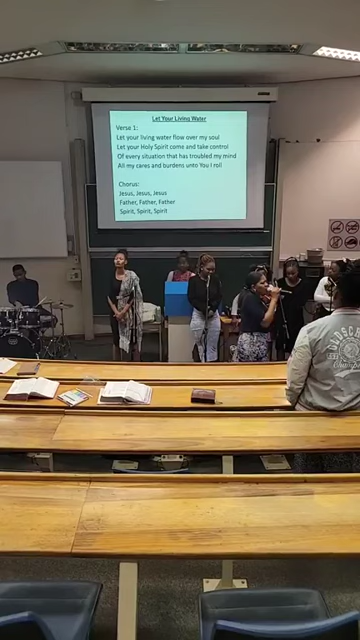 Let Your Living Water
Verse 1:
Let your living water flow over my soul
Let your Holy Spirit come and take control
Of every situation that has troubled my mind
All my cares and burdens unto You I roll
Chorus:
Jesus, Jesus, Jesus
Father, Father, Father
Spirit, Spirit, Spirit